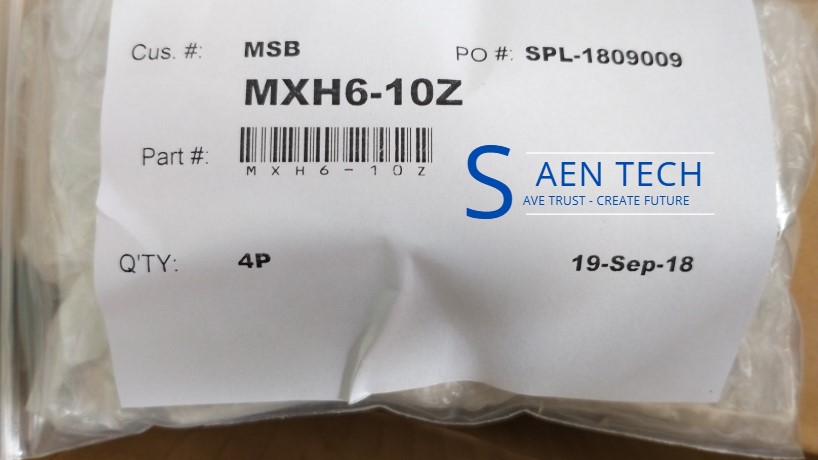 Cus. #: MSB PO #: SPL-1809009
MXH6-10Z
Part #:
MXH6-10Z
SAEN TECH
SAVE TRUST - CREATE FUTURE
Q'TY: 4P 19-Sep-18